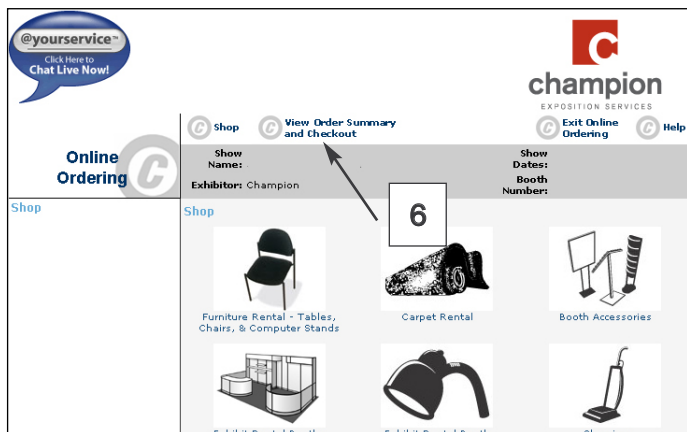 @yourservice™
Click Here to
Chat Live Now!
c
champion
EXPOSITION SERVICES
C Shop
C View Order Summary
and Checkout
C Exit Online
Ordering
C Help
Online
Ordering
C
Show
Name:
Show
Dates:
Exhibitor: Champion
Booth
Number:
6
Shop
Shop
Furniture Rental - Tables,
Chairs, & Computer Stands
Carpet Rental
Booth Accessories